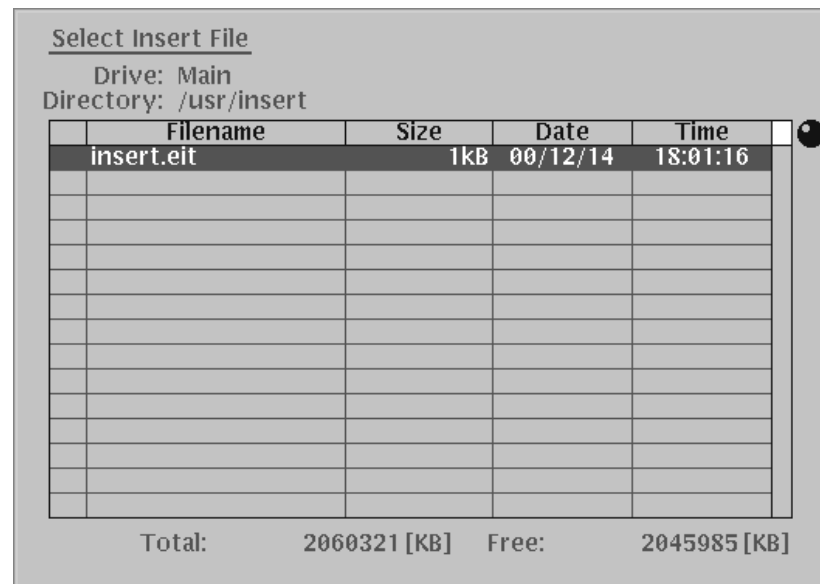 Select Insert File
Drive: Main
Directory: /usr/insert
Filename Size Date Time
insert.eit 1kB 00/12/14 18:01:16
Total: 2060321[KB] Free: 2045985[KB]